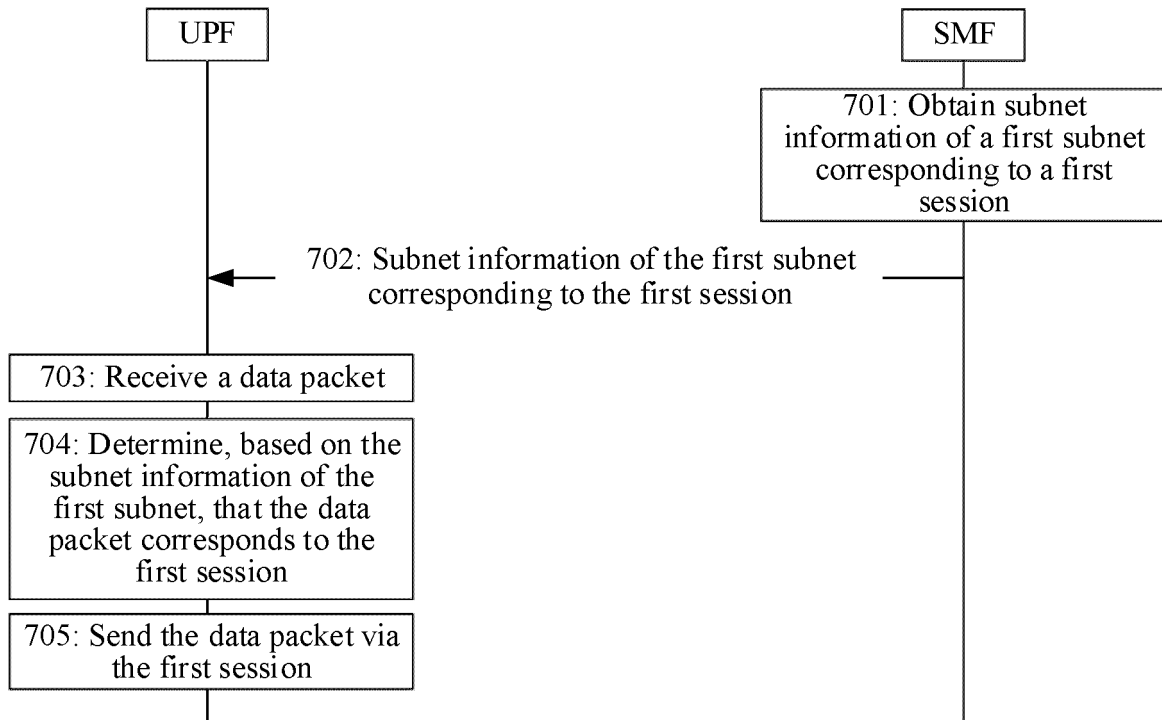 UPF
SMF
701: Obtain subnet
information of a first subnet
corresponding to a first
session
702: Subnet information of the first subnet
corresponding to the first session
703: Receive a data packet
704: Determine, based on the
subnet information of the
first subnet, that the data
packet corresponds to the
first session
705: Send the data packet via
the first session